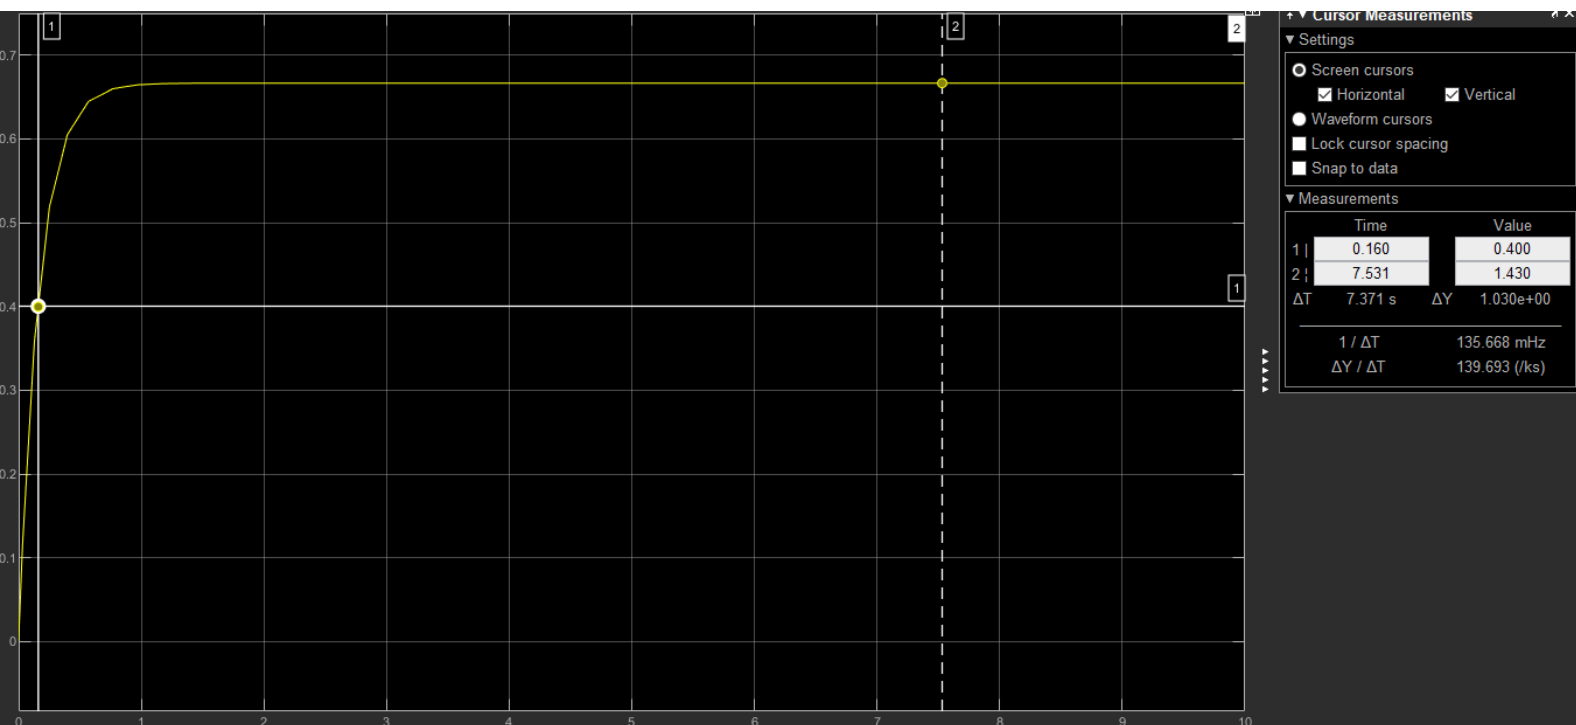 Cursor Measurements
1
2
2
Settings
0.7
Screen cursors
Horizontal Vertical
Waveform cursors
0.6
Lock cursor spacing
Snap to data
Measurements
0.5
Time Value
1 | 0.160 0.400
2 ¦ 7.531 1.430
1
0.4
ΔT 7.371 s ΔY 1.030e+00
1 / ΔT 135.668 mHz
ΔY / ΔT 139.693 (/ks)
0.3
0.2
0.1
0
0 1 2 3 4 5 6 7 8 9 10